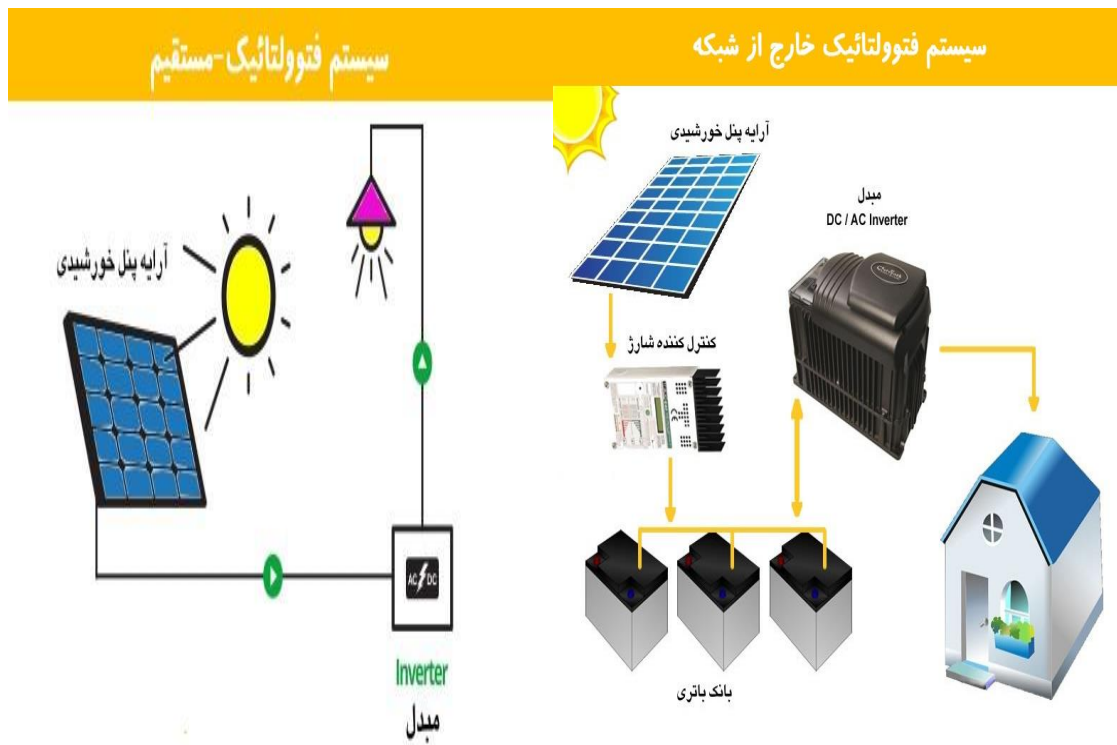 سیستم فتوولتائیک خارج از شبکه
آرایه پنل خورشیدی
مبدل
DC / AC Inverter
کنترل کننده شارژ
بانک باتری
سیستم فتوولتائیک-مستقیم
آرایه پنل خورشیدی
AC DC
Inverter
مبدل